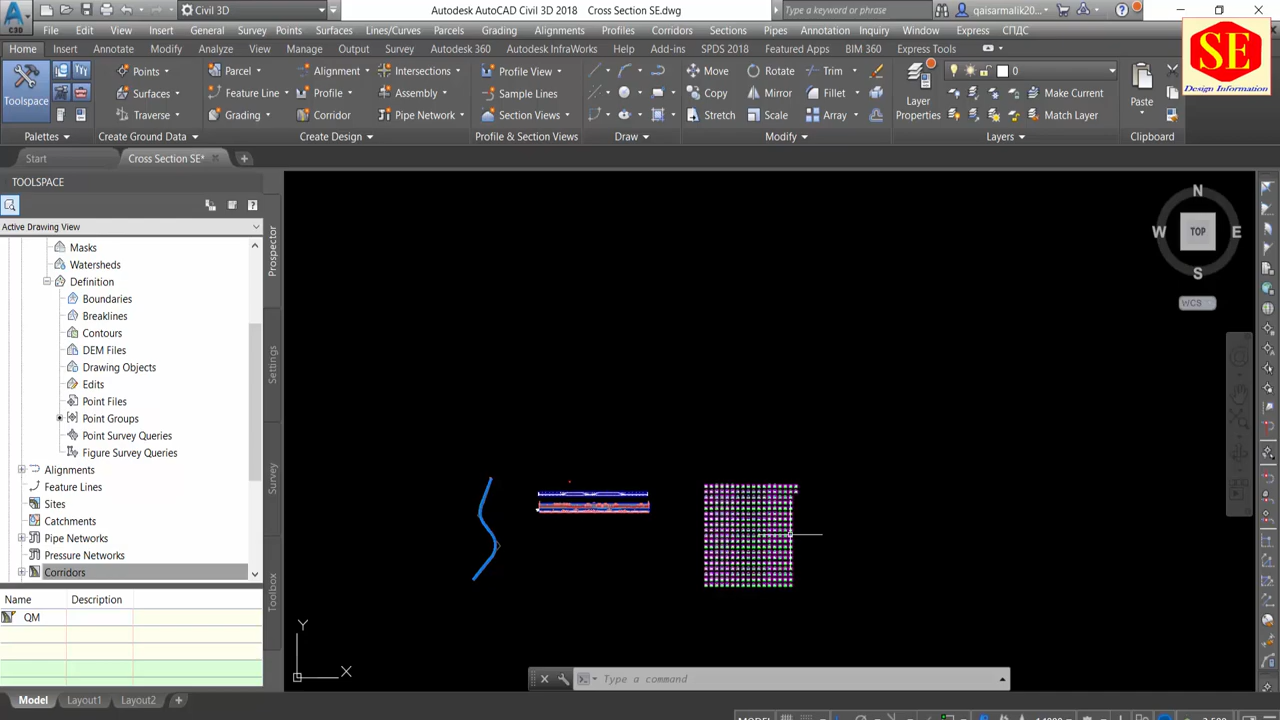 Autodesk AutoCAD Civil 3D 2018 Cross Section SE.dwg
Civil 3D
Type a keyword or phrase
qaisarmalik20...
C3D
File Edit View Insert General Survey Points Surfaces Lines/Curves Parcels Grading Alignments Profiles Corridors Sections Pipes Annotation Inquiry Window Express СПДС
Home Insert Annotate Modify Analyze View Manage Output Survey Autodesk 360 Autodesk InfraWorks Help Add-ins SPDS 2018 Featured Apps BIM 360 Express Tools
SE
Design Information
Toolspace
Palettes
Points
Surfaces
Traverse
Create Ground Data
Parcel
Feature Line
Grading
Alignment
Profile
Corridor
Intersections
Assembly
Pipe Network
Create Design
Profile View
Sample Lines
Section Views
Profile & Section Views
Draw
Move
Copy
Stretch
Rotate
Mirror
Scale
Trim
Fillet
Array
Modify
Layer
Properties
0
Make Current
Match Layer
Layers
Paste
Clipboard
Start
Cross Section SE*
TOOLSPACE
Active Drawing View
Masks
Watersheds
Definition
Boundaries
Breaklines
Contours
DEM Files
Drawing Objects
Edits
Point Files
Point Groups
Point Survey Queries
Figure Survey Queries
Alignments
Feature Lines
Sites
Catchments
Pipe Networks
Pressure Networks
Corridors
Name Description
QM
Prospector
Settings
Survey
Toolbox
N
W TOP E
S
WCS
Y
X
Type a command
Model Layout1 Layout2
MODEL